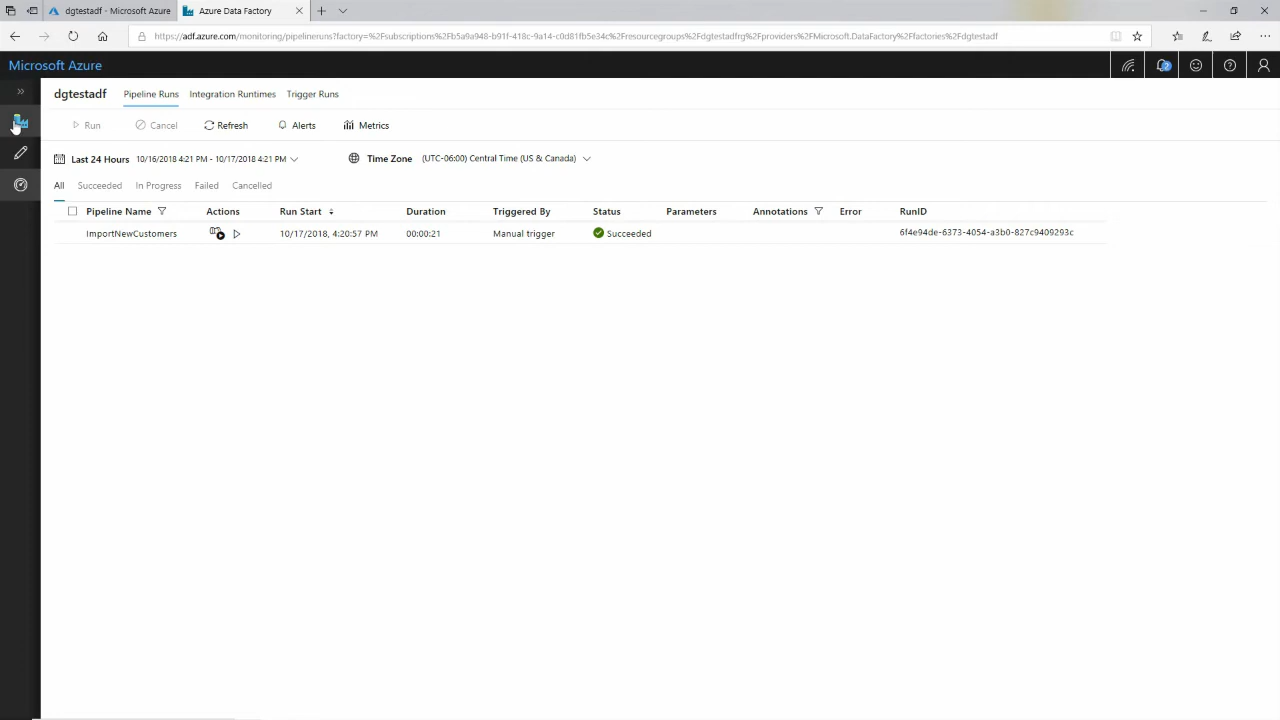 dgtestadf - Microsoft Azure
Azure Data Factory
https://adf.azure.com/monitoring/pipelineruns?factory=%2Fsubscriptions%2Fb5a9a948-b91f-418c-9a14-c0d81fb5e34c%2FresourceGroups%2Fdgtestadfrg%2Fproviders%2FMicrosoft.DataFactory%2Ffactories%2Fdgtestadf
Microsoft Azure
2
dgtestadf Pipeline Runs Integration Runtimes Trigger Runs
Run Cancel Refresh Alerts Metrics
Last 24 Hours 10/16/2018 4:21 PM - 10/17/2018 4:21 PM Time Zone (UTC-06:00) Central Time (US & Canada)
All Succeeded In Progress Failed Cancelled
Pipeline Name Actions Run Start Duration Triggered By Status Parameters Annotations Error RunID
ImportNewCustomers 10/17/2018, 4:20:57 PM 00:00:21 Manual trigger Succeeded 6f4e94de-6373-4054-a3b0-827c9409293c